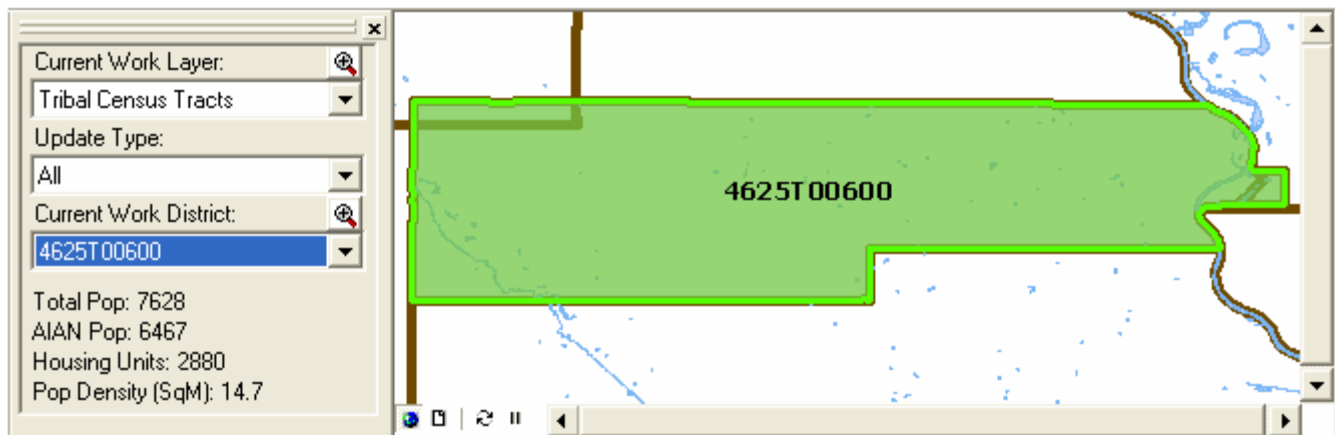 Current Work Layer:
Tribal Census Tracts
Update Type:
All
Current Work District:
4625T00600
Total Pop: 7628
AIAN Pop: 6467
Housing Units: 2880
Pop Density (SqM): 14.7
4625T00600